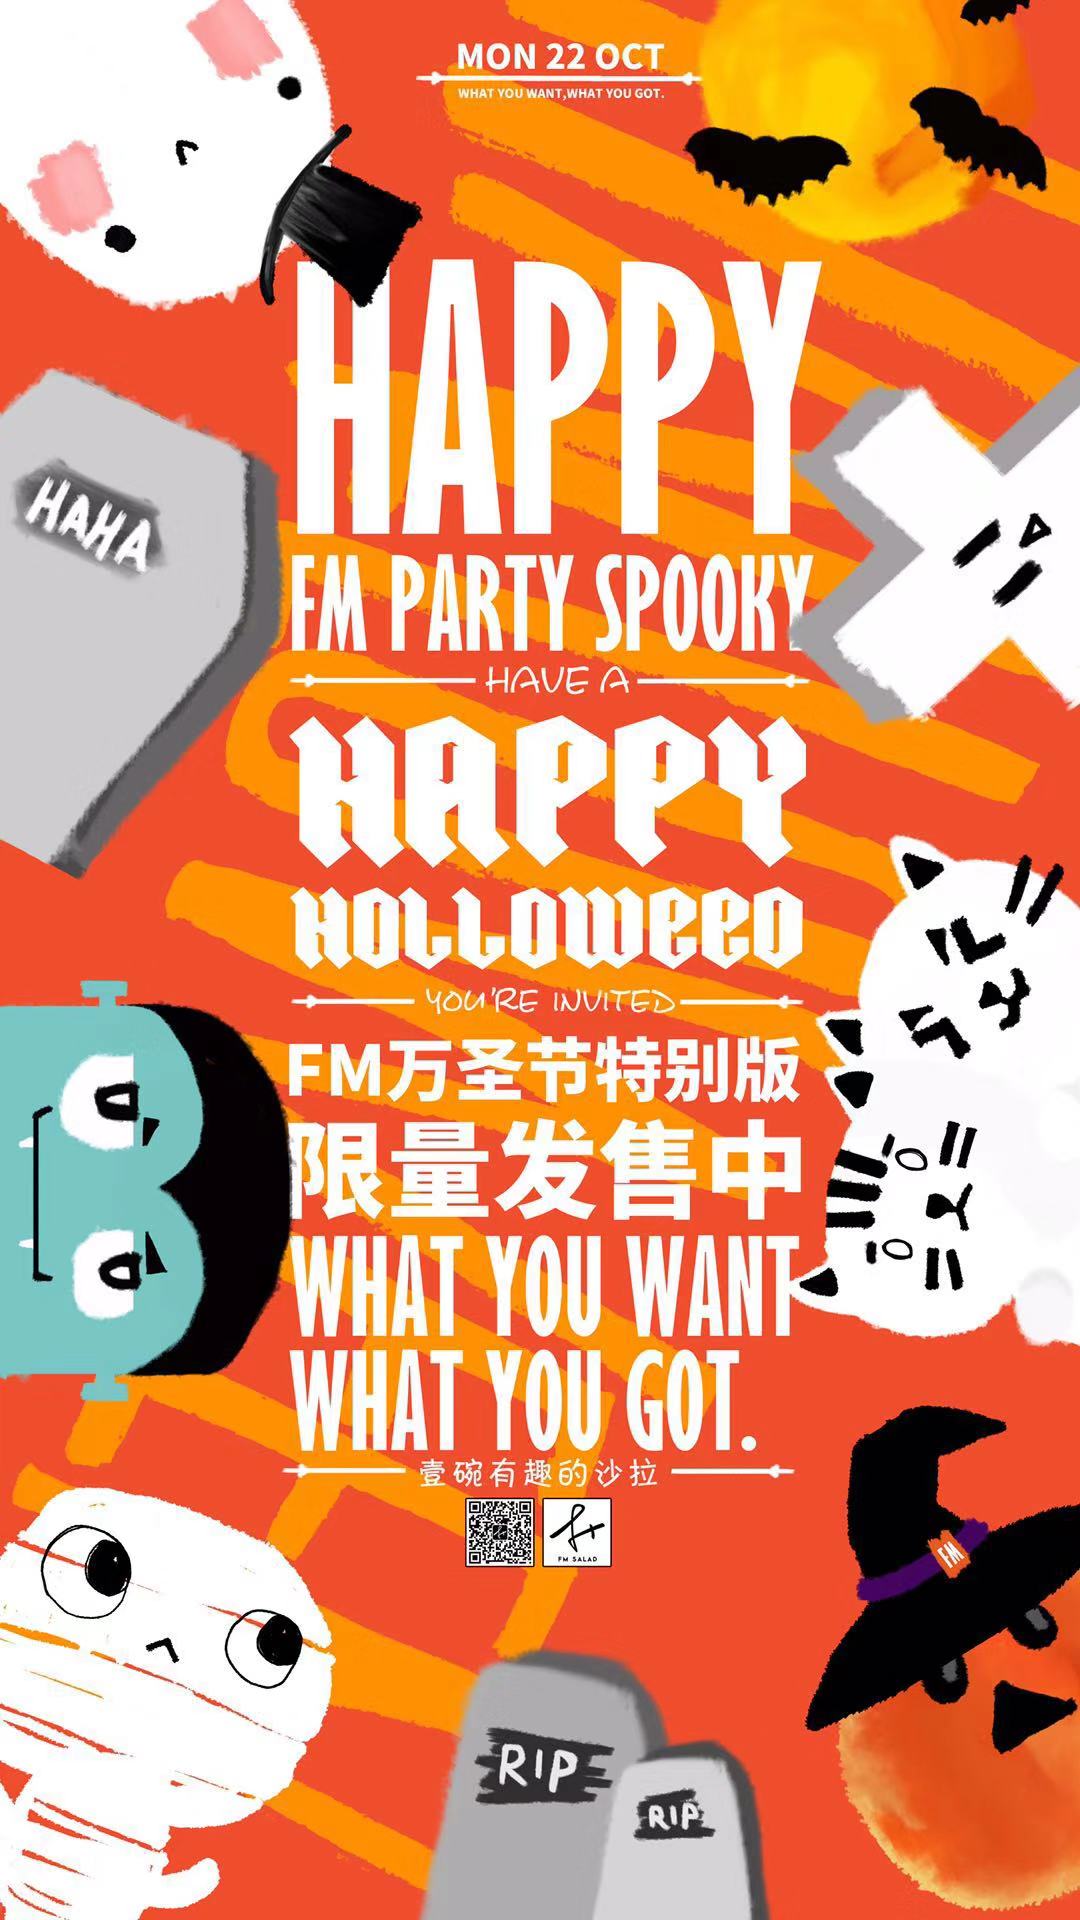 MON 22 OCT
WHAT YOU WANT,WHAT YOU GOT.
HAPPY
HAHA
FM PARTY SPOOKY
HAVE A
HAPPY
HOLLOWEED
YOU'RE INVITED
FM万圣节特别版
限量发售中
WHAT YOU WANT
WHAT YOU GOT.
壹碗有趣的沙拉
FM SALAD
FM
RIP
RIP